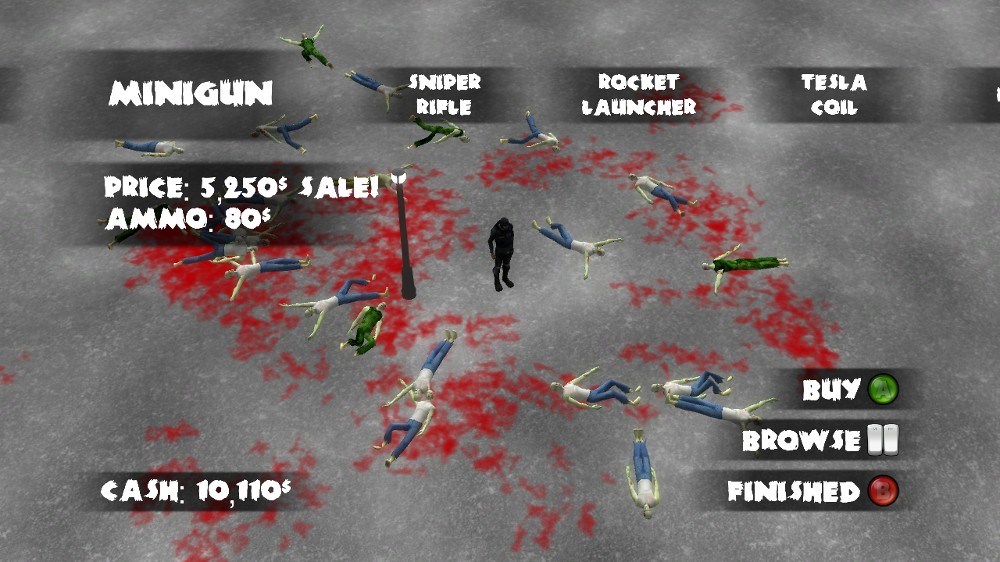 MINIGUN
SNIPER
RIFLE
ROCKET
LAUNCHER
TESLA
COIL
PRICE: 5,250$ SALE!
AMMO: 80$
BUY A
BROWSE
CASH: 10,110$
FINISHED B